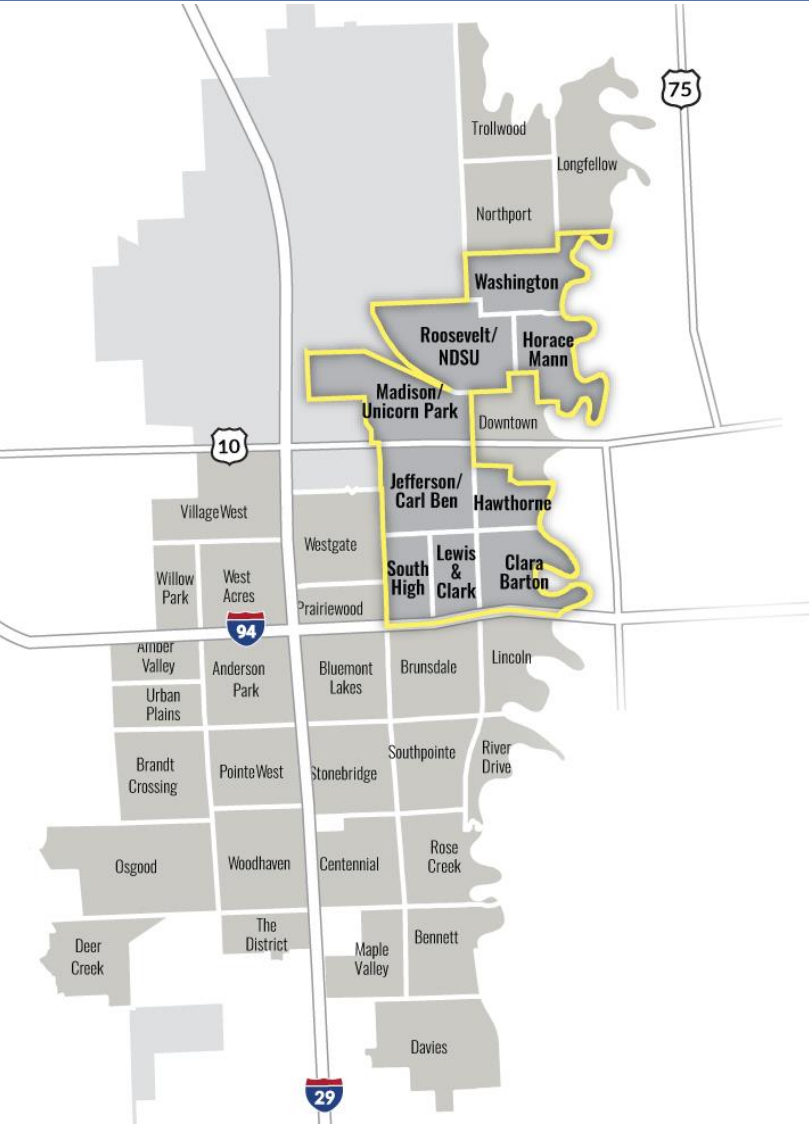 75
Trollwood
Longfellow
Northport
Washington
Roosevelt/
NDSU
Horace
Mann
Madison/
Unicorn Park
Downtown
10
Jefferson/
Carl Ben
Hawthorne
Village West
Westgate
South
High
Lewis
&
Clark
Clara
Barton
Willow
Park
West
Acres
Prairiewood
94
Amber
Valley
Anderson
Park
Bluemont
Lakes
Brunsdale
Lincoln
Urban
Plains
Brandt
Crossing
Pointe West
Stonebridge
Southpointe
River
Drive
Osgood
Woodhaven
Centennial
Rose
Creek
The
District
Deer
Creek
Maple
Valley
Bennett
Davies
29